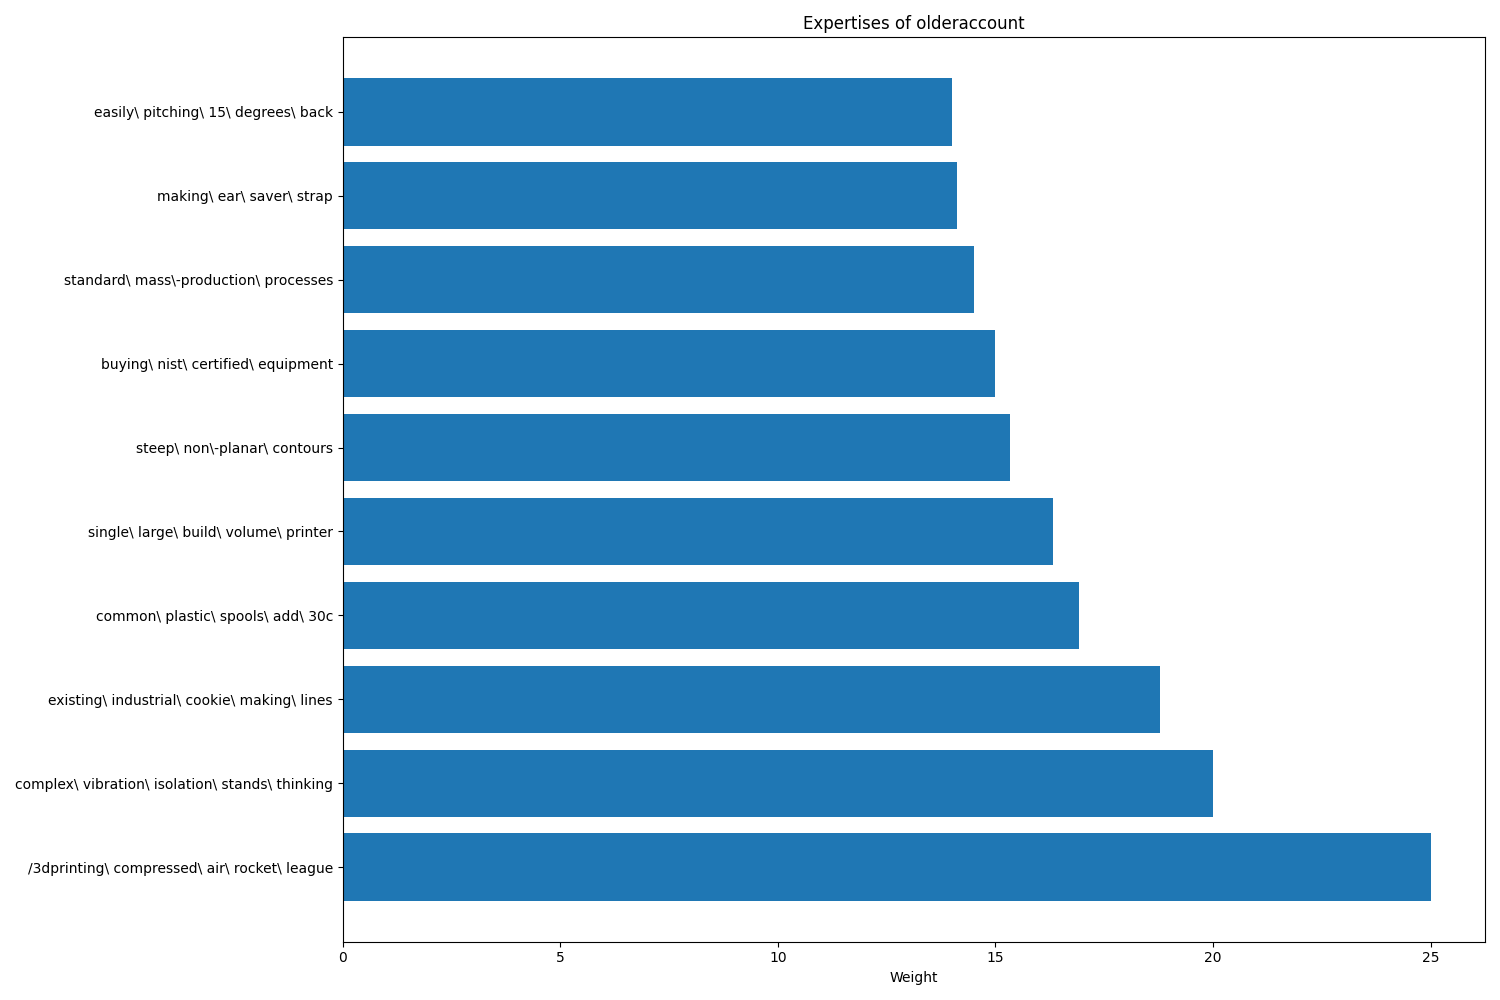 Expertises of olderaccount
easily\ pitching\ 15\ degrees\ back
making\ ear\ saver\ strap
standard\ mass\-production\ processes
buying\ nist\ certified\ equipment
steep\ non\-planar\ contours
single\ large\ build\ volume\ printer
common\ plastic\ spools\ add\ 30c
existing\ industrial\ cookie\ making\ lines
complex\ vibration\ isolation\ stands\ thinking
/3dprinting\ compressed\ air\ rocket\ league
0 5 10 15 20 25
Weight